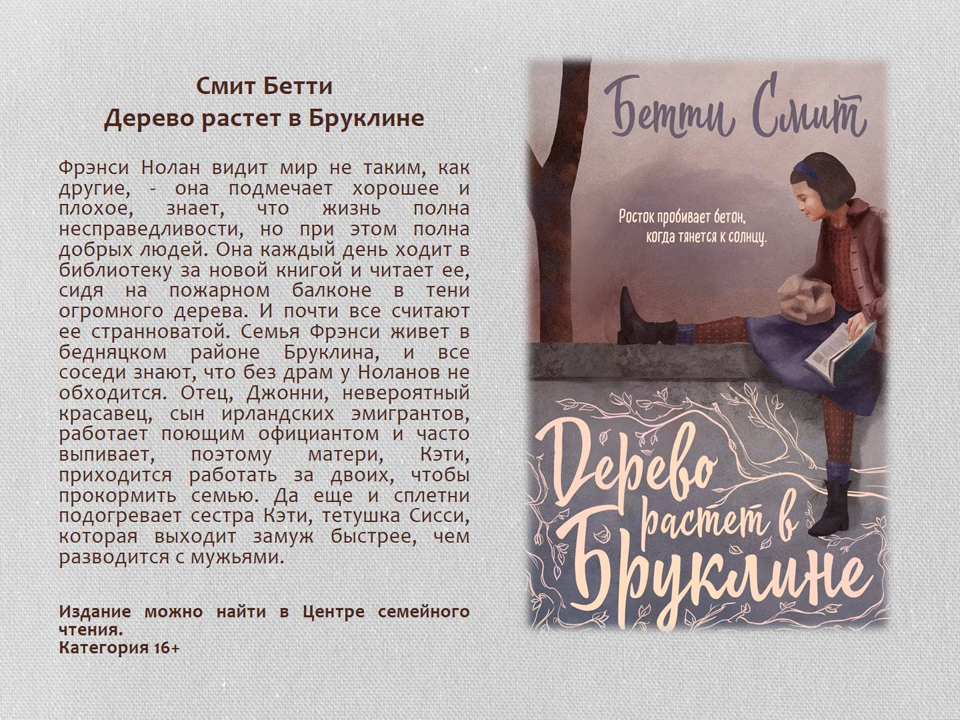 Смит Бетти
Дерево растет в Бруклине
Фрэнси Нолан видит мир не таким, как
другие, - она подмечает хорошее и
плохое, знает, что жизнь полна
несправедливости, но при этом полна
добрых людей. Она каждый день ходит в
библиотеку за новой книгой и читает ее,
сидя на пожарном балконе в тени
огромного дерева. И почти все считают
ее странноватой. Семья Фрэнси живет в
бедняцком районе Бруклина, и все
соседи знают, что без драм у Ноланов не
обходится. Отец, Джонни, невероятный
красавец, сын ирландских эмигрантов,
работает поющим официантом и часто
выпивает, поэтому матери, Кэти,
приходится работать за двоих, чтобы
прокормить семью. Да еще и сплетни
подогревает сестра Кэти, тетушка Сисси,
которая выходит замуж быстрее, чем
разводится с мужьями.
Издание можно найти в Центре семейного
чтения.
Категория 16+
Бетти Смит
Росток пробивает бетон,
когда тянется к солнцу.
Дерево
растет в
Бруклине